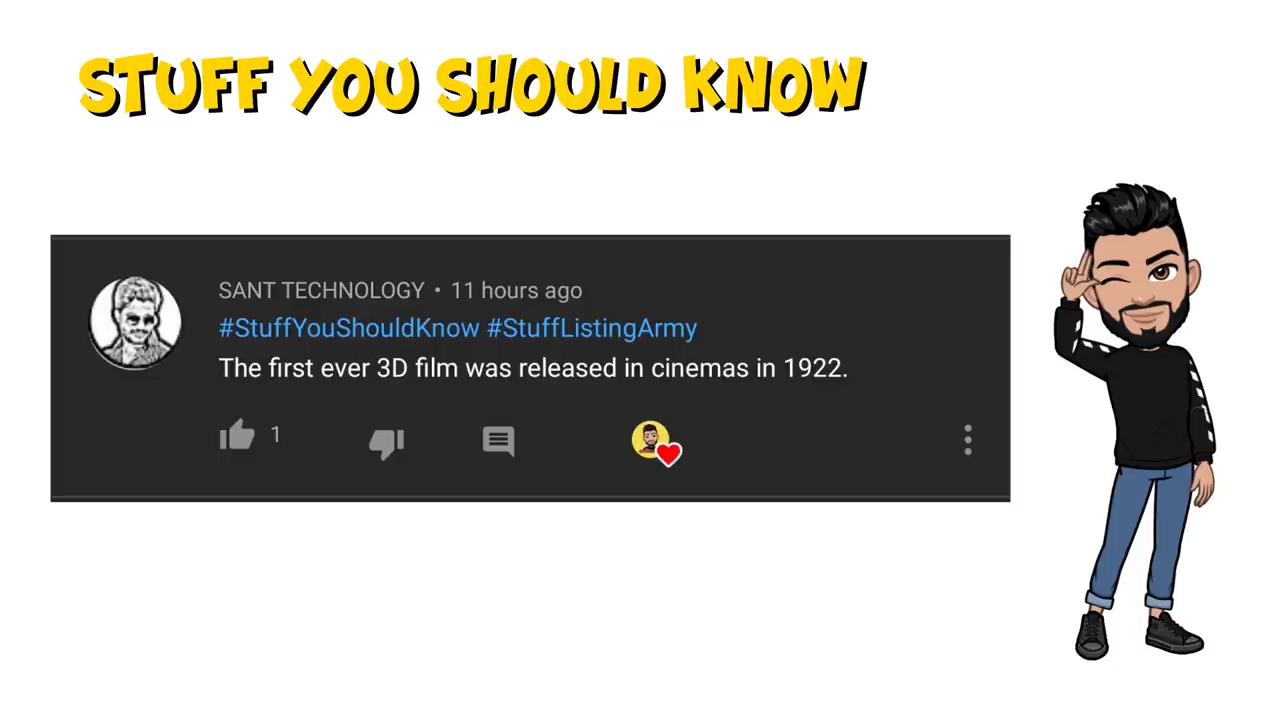 STUFF YOU SHOULD KNOW
SANT TECHNOLOGY • 11 hours ago
#StuffYouShouldKnow #StuffListingArmy
The first ever 3D film was released in cinemas in 1922.
1